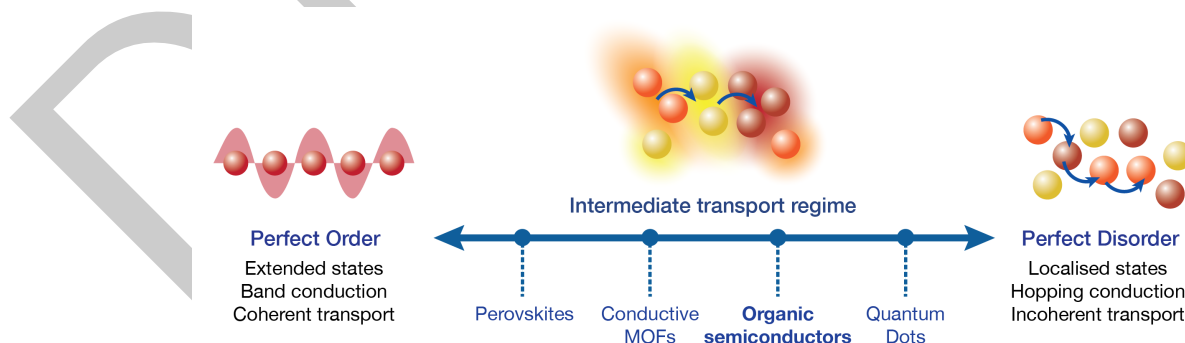 Intermediate transport regime
Perfect Order
Extended states
Band conduction
Coherent transport
Perovskites
Conductive
MOFs
Organic
semiconductors
Quantum
Dots
Perfect Disorder
Localised states
Hopping conduction
Incoherent transport